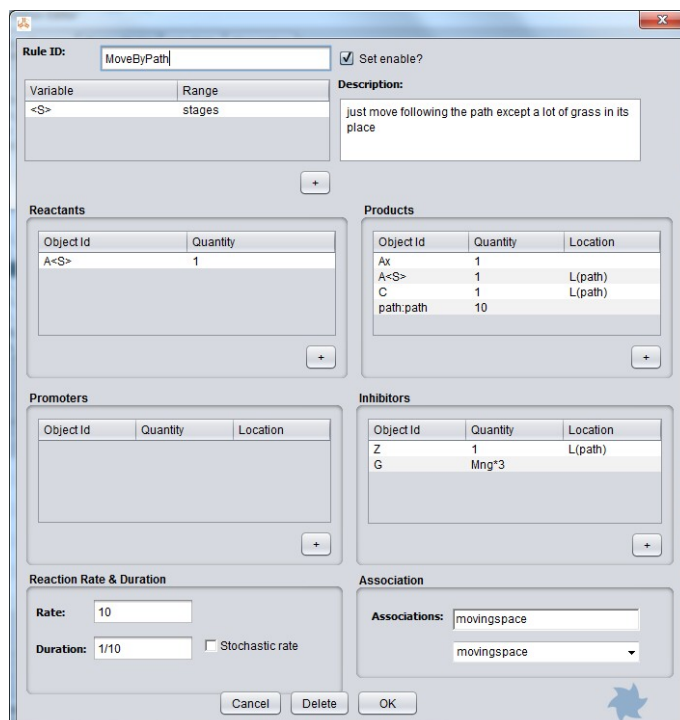 Rule ID: MoveByPath Set enable?
Variable Range
<S> stages
+
Description:
just move following the path except a lot of grass in its
place
Reactants
Object Id Quantity
A<S> 1
+
Products
Object Id Quantity Location
Ax 1
A<S> 1 L(path)
C 1 L(path)
path:path 10
+
Promoters
Object Id Quantity Location
+
Inhibitors
Object Id Quantity Location
Z 1 L(path)
G Mng*3
+
Reaction Rate & Duration
Rate: 10
Duration: 1/10 Stochastic rate
Association
Associations: movingspace
movingspace
Cancel Delete OK